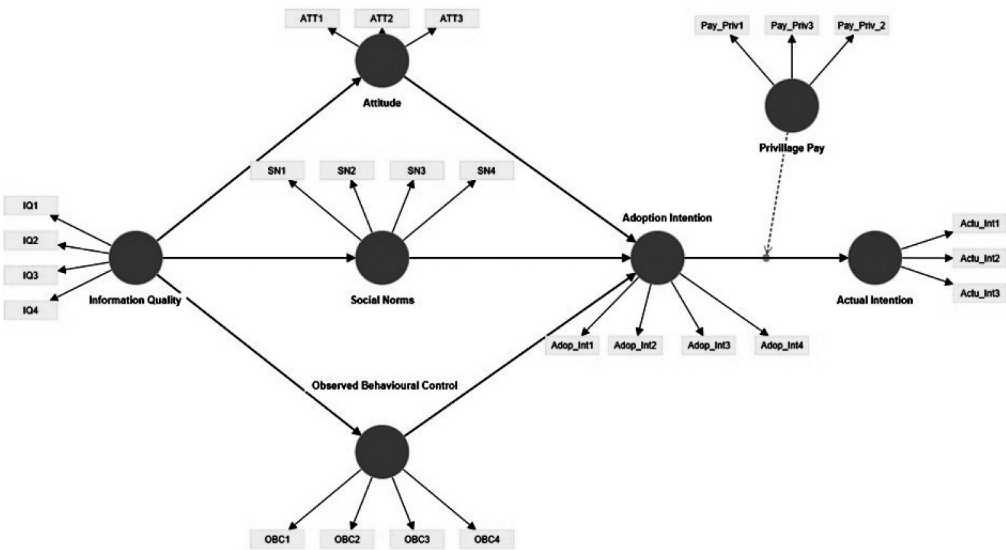 ATT1
ATT2
ATT3
Pay_Priv1
Pay_Priv3
Pay_Priv_2
Attitude
Privillage Pay
SN1
SN2
SN3
SN4
IQ1
IQ2
IQ3
IQ4
Information Quality
Social Norms
Adoption Intention
Actual Intention
Actu_Int1
Actu_Int2
Actu_Int3
Adop_Int1
Adop_Int2
Adop_Int3
Adop_Int4
Observed Behavioural Control
OBC1
OBC2
OBC3
OBC4